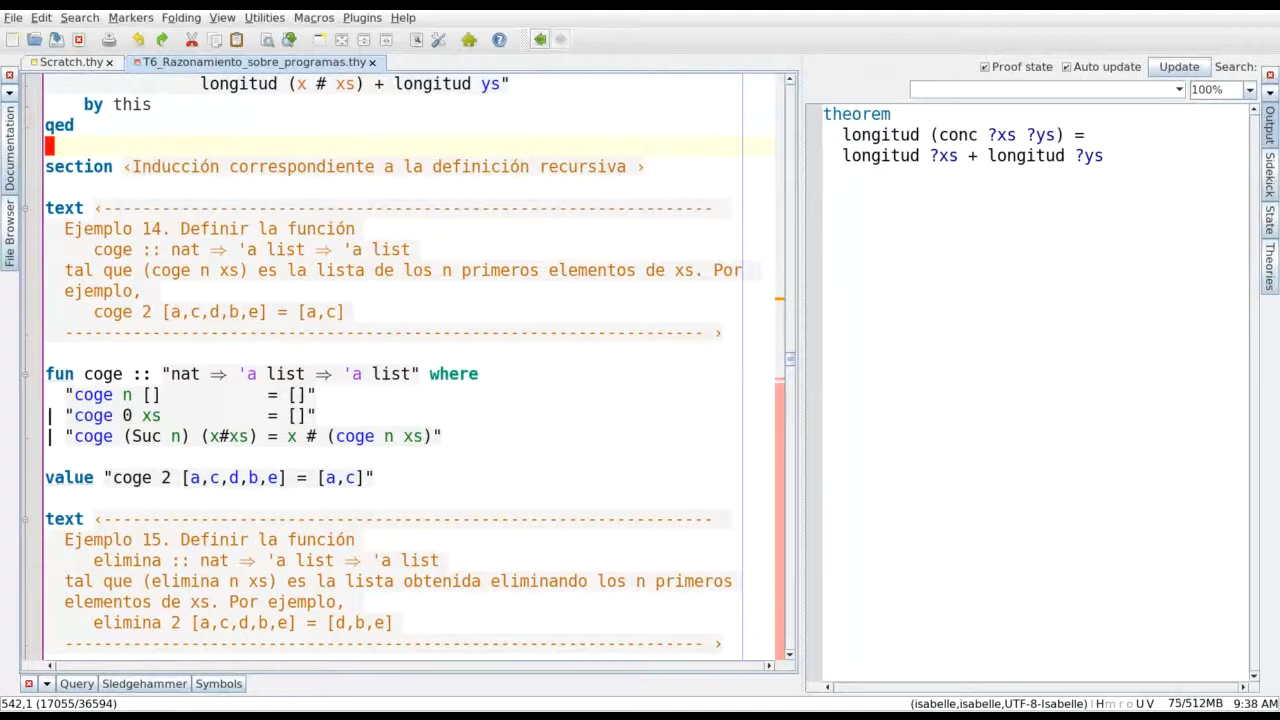 File Edit Search Markers Folding View Utilities Macros Plugins Help
Scratch.thy
T6_Razonamiento_sobre_programas.thy
Documentation
File Browser
longitud (x # xs) + longitud ys"
by this
qed
section ‹Inducción correspondiente a la definición recursiva ›
text ‹---------------------------------------------------------------
Ejemplo 14. Definir la función
coge :: nat ⇒ 'a list ⇒ 'a list
tal que (coge n xs) es la lista de los n primeros elementos de xs. Por
ejemplo,
coge 2 [a,c,d,b,e] = [a,c]
------------------------------------------------------------------ ›
fun coge :: "nat ⇒ 'a list ⇒ 'a list" where
"coge n [] = []"
| "coge 0 xs = []"
| "coge (Suc n) (x#xs) = x # (coge n xs)"
value "coge 2 [a,c,d,b,e] = [a,c]"
text ‹---------------------------------------------------------------
Ejemplo 15. Definir la función
elimina :: nat ⇒ 'a list ⇒ 'a list
tal que (elimina n xs) es la lista obtenida eliminando los n primeros
elementos de xs. Por ejemplo,
elimina 2 [a,c,d,b,e] = [d,b,e]
------------------------------------------------------------------ ›
Proof state Auto update Update Search:
100%
theorem
longitud (conc ?xs ?ys) =
longitud ?xs + longitud ?ys
Output
Sidekick
State
Theories
Query Sledgehammer Symbols
542,1 (17055/36594)
(isabelle,isabelle,UTF-8-Isabelle) | H m r o U V 75/512MB 9:38 AM